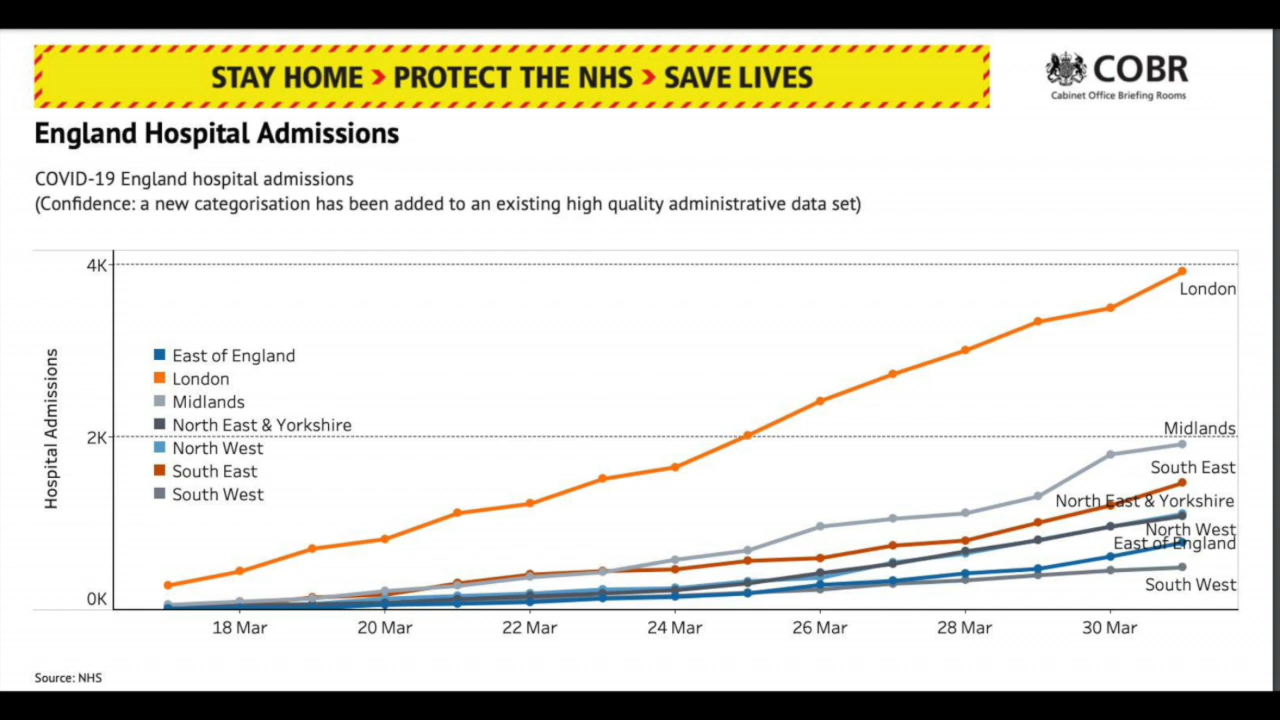 STAY HOME > PROTECT THE NHS > SAVE LIVES
COBR
Cabinet Office Briefing Rooms
England Hospital Admissions
COVID-19 England hospital admissions
(Confidence: a new categorisation has been added to an existing high quality administrative data set)
Hospital Admissions
4K
2K
0K
East of England
London
Midlands
North East & Yorkshire
North West
South East
South West
London
Midlands
South East
North East & Yorkshire
North West
East of England
South West
18 Mar
20 Mar
22 Mar
24 Mar
26 Mar
28 Mar
30 Mar
Source: NHS